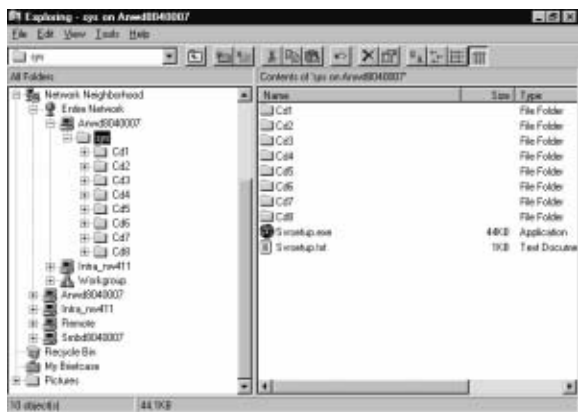 Exploring - sys on Anwd8040007
File Edit View Tools Help
sys
All Folders
Contents of 'sys on Anwd8040007'
Network Neighborhood
Entire Network
Anwd8040007
sys
Cd1
Cd2
Cd3
Cd4
Cd5
Cd6
Cd7
Cd8
Intra_nw411
Workgroup
Anwd8040007
Intra_nw411
Remote
Smbd8040007
Recycle Bin
My Briefcase
Pictures
Name Size Type
Cd1 File Folder
Cd2 File Folder
Cd3 File Folder
Cd4 File Folder
Cd5 File Folder
Cd6 File Folder
Cd7 File Folder
Cd8 File Folder
Svrsetup.exe 44KB Application
Svrsetup.txt 1KB Text Docume
10 object(s) 44.1KB